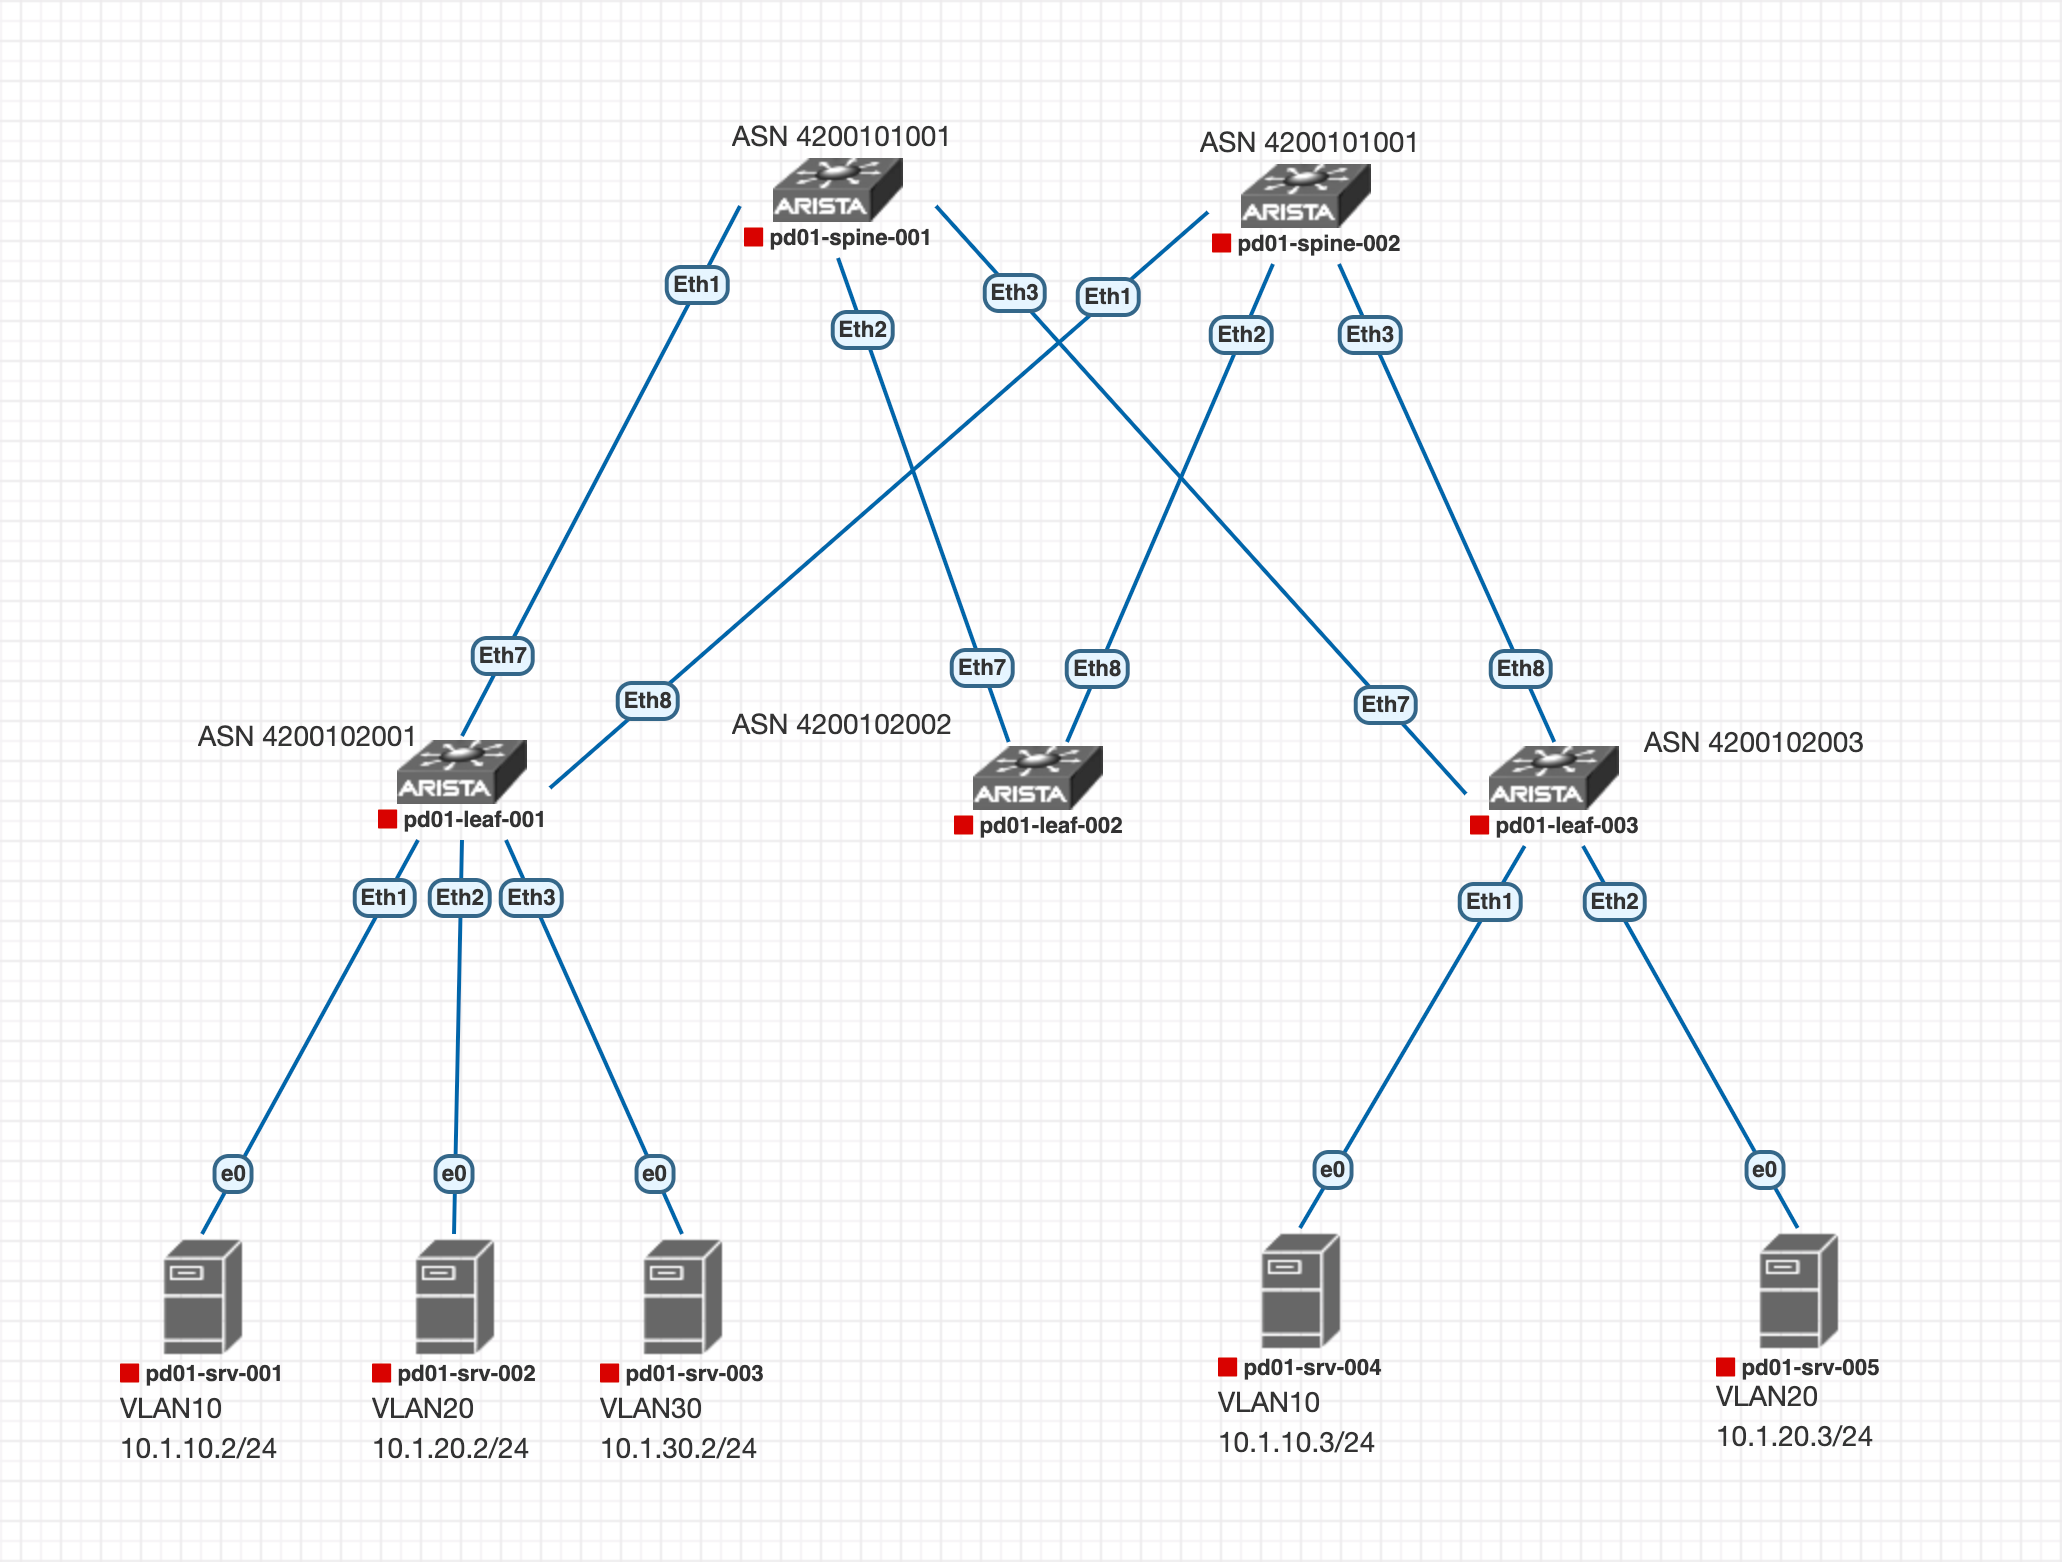 ASN 4200101001
ARISTA
pd01-spine-001
ASN 4200101001
ARISTA
pd01-spine-002
Eth1
Eth2
Eth3
Eth1
Eth2
Eth3
Eth7
Eth8
Eth7
Eth8
Eth7
Eth8
ASN 4200102001
ARISTA
pd01-leaf-001
ASN 4200102002
ARISTA
pd01-leaf-002
ASN 4200102003
ARISTA
pd01-leaf-003
Eth1
Eth2
Eth3
Eth1
Eth2
e0
e0
e0
e0
e0
pd01-srv-001
VLAN10
10.1.10.2/24
pd01-srv-002
VLAN20
10.1.20.2/24
pd01-srv-003
VLAN30
10.1.30.2/24
pd01-srv-004
VLAN10
10.1.10.3/24
pd01-srv-005
VLAN20
10.1.20.3/24